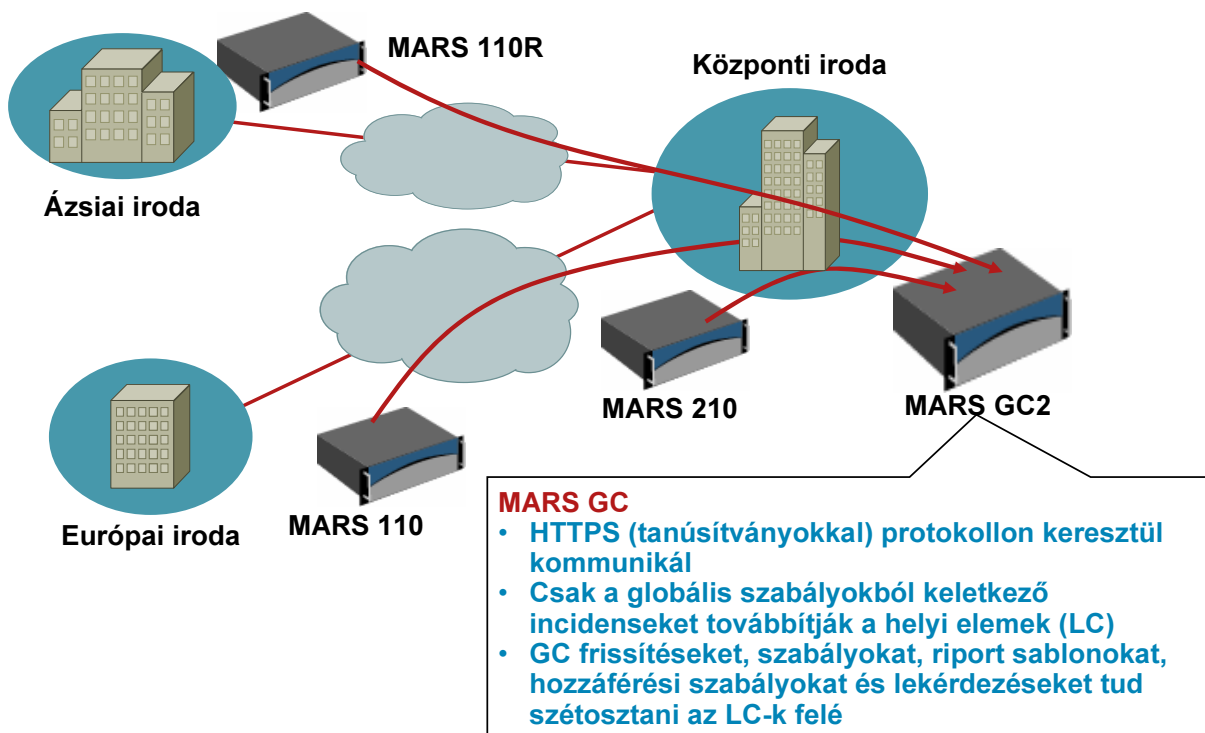 MARS 110R
Központi iroda
Ázsiai iroda
MARS 210
MARS GC2
MARS 110
Európai iroda
MARS GC
• HTTPS (tanúsítványokkal) protokollon keresztül
kommunikál
• Csak a globális szabályokból keletkező
incidenseket továbbítják a helyi elemek (LC)
• GC frissítéseket, szabályokat, riport sablonokat,
hozzáférési szabályokat és lekérdezéseket tud
szétosztani az LC-k felé